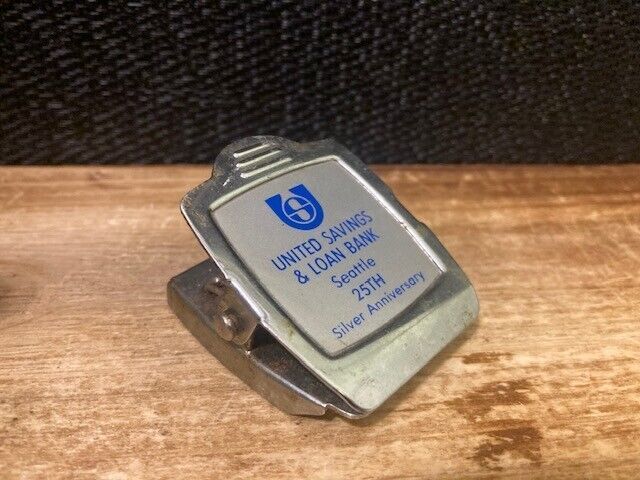 UNITED SAVINGS
& LOAN BANK
Seattle
25TH
Silver Anniversary